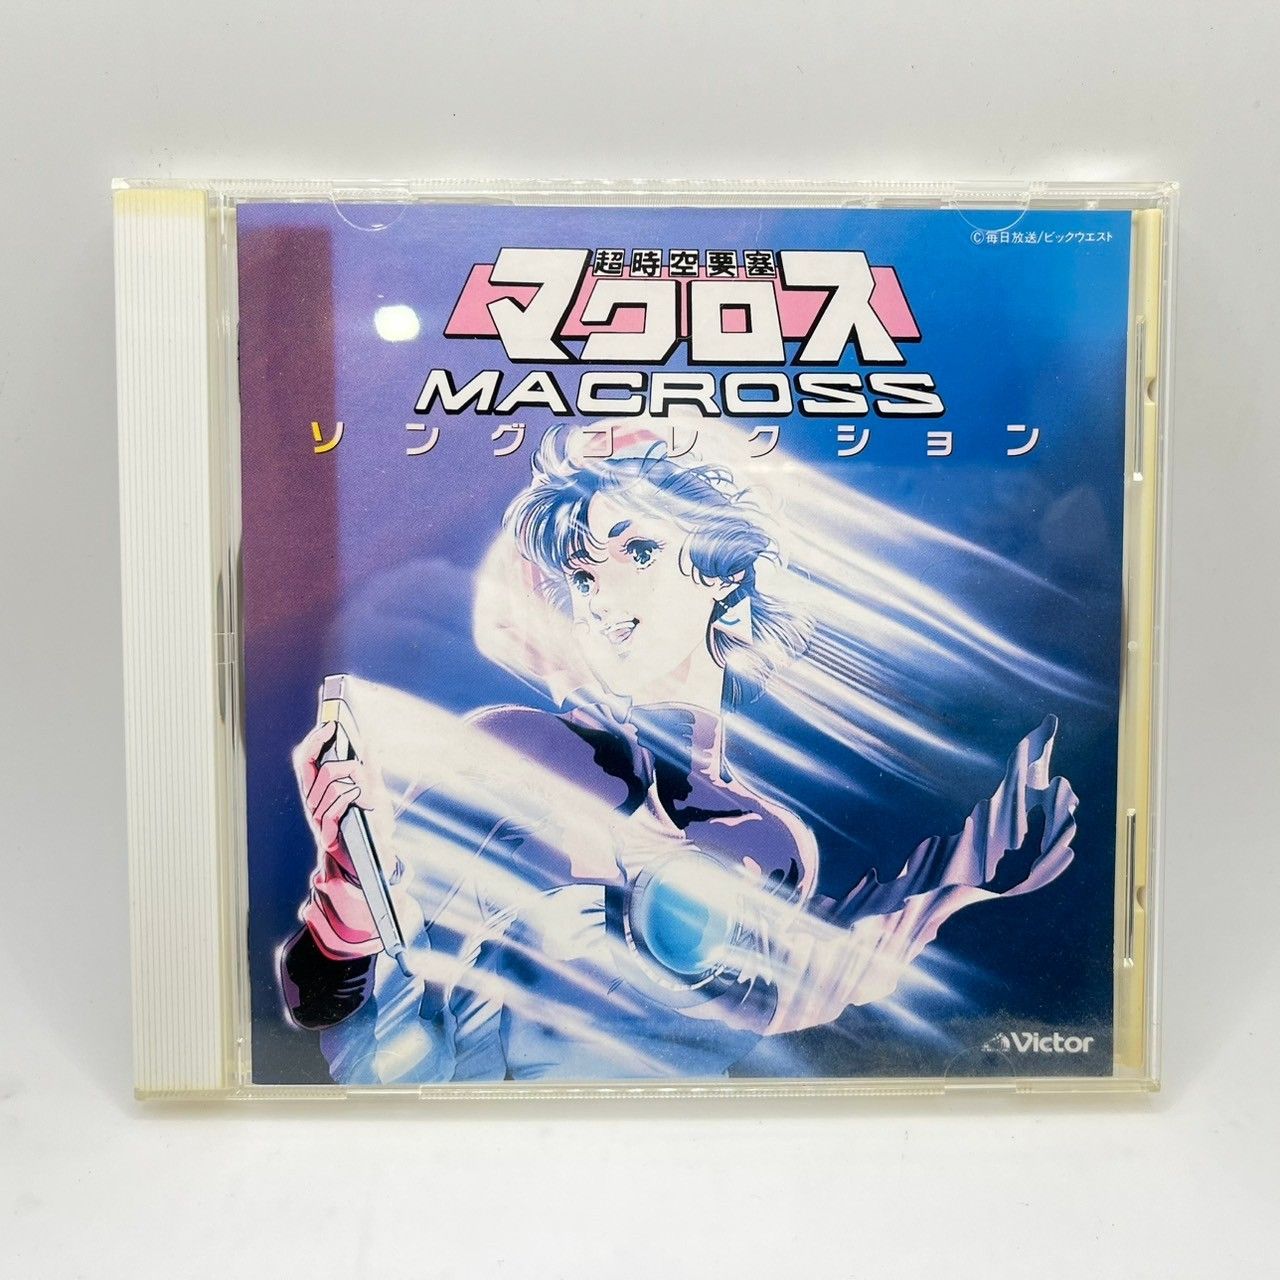 ©毎日放送/ビックウエスト
超時空要塞
マクロス
MACROSS
ソングコレクション
Victor